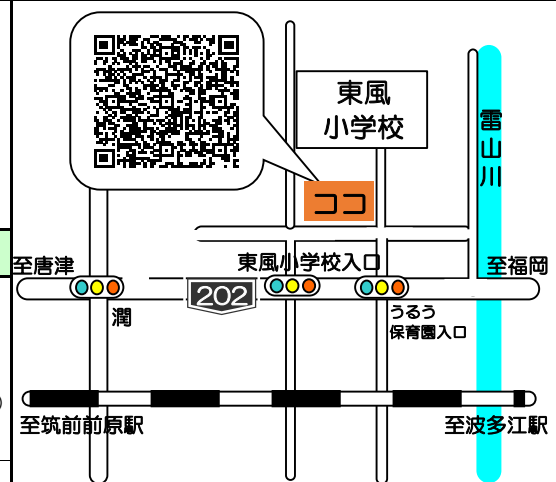 東風
小学校
雷山川
ココ
至唐津
東風小学校入口
至福岡
202
潤
うるう
保育園入口
至筑前前原駅
至波多江駅